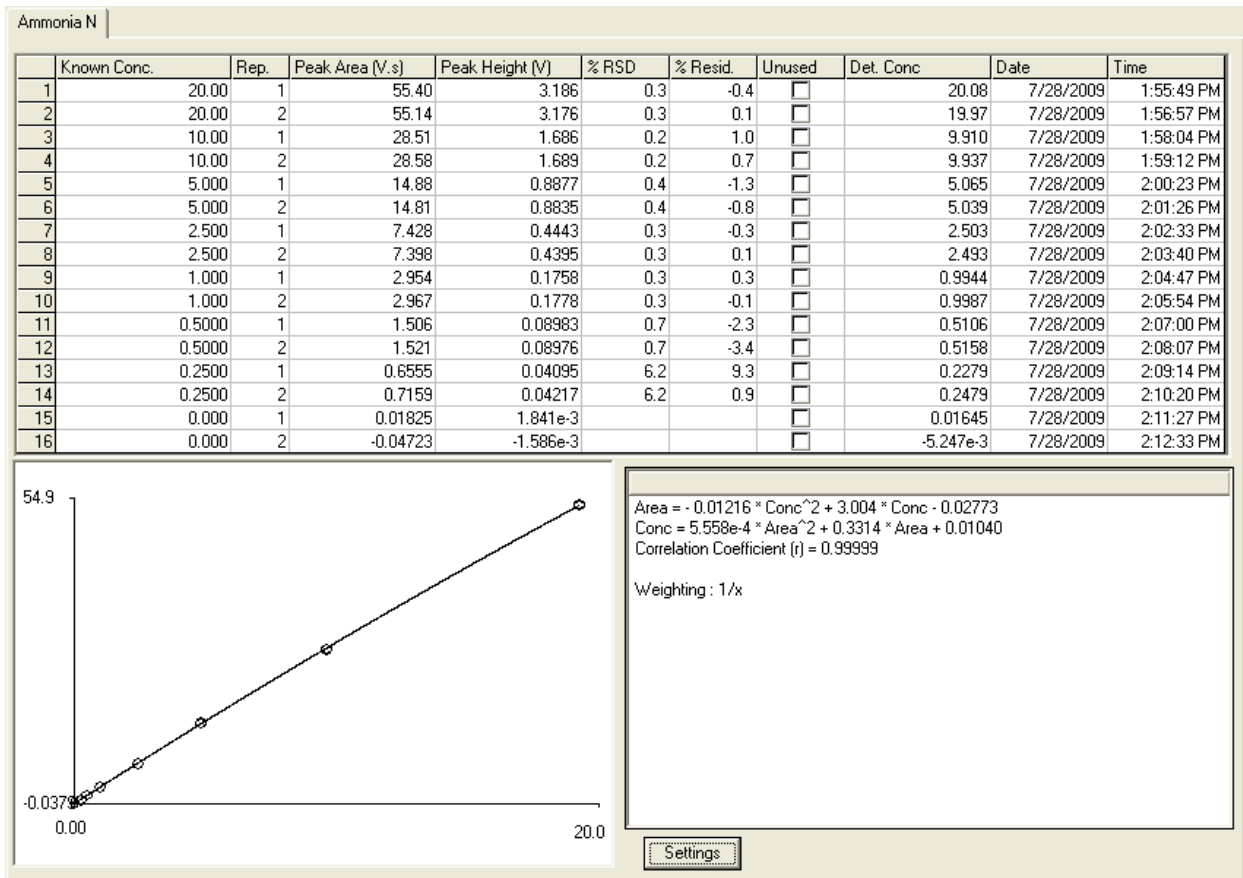 Ammonia N
Known Conc. Rep. Peak Area (V.s) Peak Height (V) % RSD % Resid. Unused Det. Conc Date Time
1 20.00 1 55.40 3.186 0.3 -0.4 20.08 7/28/2009 1:55:49 PM
2 20.00 2 55.14 3.176 0.3 0.1 19.97 7/28/2009 1:56:57 PM
3 10.00 1 28.51 1.686 0.2 1.0 9.910 7/28/2009 1:58:04 PM
4 10.00 2 28.58 1.689 0.2 0.7 9.937 7/28/2009 1:59:12 PM
5 5.000 1 14.88 0.8877 0.4 -1.3 5.065 7/28/2009 2:00:23 PM
6 5.000 2 14.81 0.8835 0.4 -0.8 5.039 7/28/2009 2:01:26 PM
7 2.500 1 7.428 0.4443 0.3 -0.3 2.503 7/28/2009 2:02:33 PM
8 2.500 2 7.398 0.4395 0.3 0.1 2.493 7/28/2009 2:03:40 PM
9 1.000 1 2.954 0.1758 0.3 0.3 0.9944 7/28/2009 2:04:47 PM
10 1.000 2 2.967 0.1778 0.3 -0.1 0.9987 7/28/2009 2:05:54 PM
11 0.5000 1 1.506 0.08983 0.7 -2.3 0.5106 7/28/2009 2:07:00 PM
12 0.5000 2 1.521 0.08976 0.7 -3.4 0.5158 7/28/2009 2:08:07 PM
13 0.2500 1 0.6555 0.04095 6.2 9.3 0.2279 7/28/2009 2:09:14 PM
14 0.2500 2 0.7159 0.04217 6.2 0.9 0.2479 7/28/2009 2:10:20 PM
15 0.000 1 0.01825 1.841e-3 0.01645 7/28/2009 2:11:27 PM
16 0.000 2 -0.04723 -1.586e-3 -5.247e-3 7/28/2009 2:12:33 PM
54.9
-0.0379
0.00
20.0
Area = - 0.01216 * Conc^2 + 3.004 * Conc - 0.02773
Conc = 5.558e-4 * Area^2 + 0.3314 * Area + 0.01040
Correlation Coefficient (r) = 0.99999
Weighting : 1/x
Settings